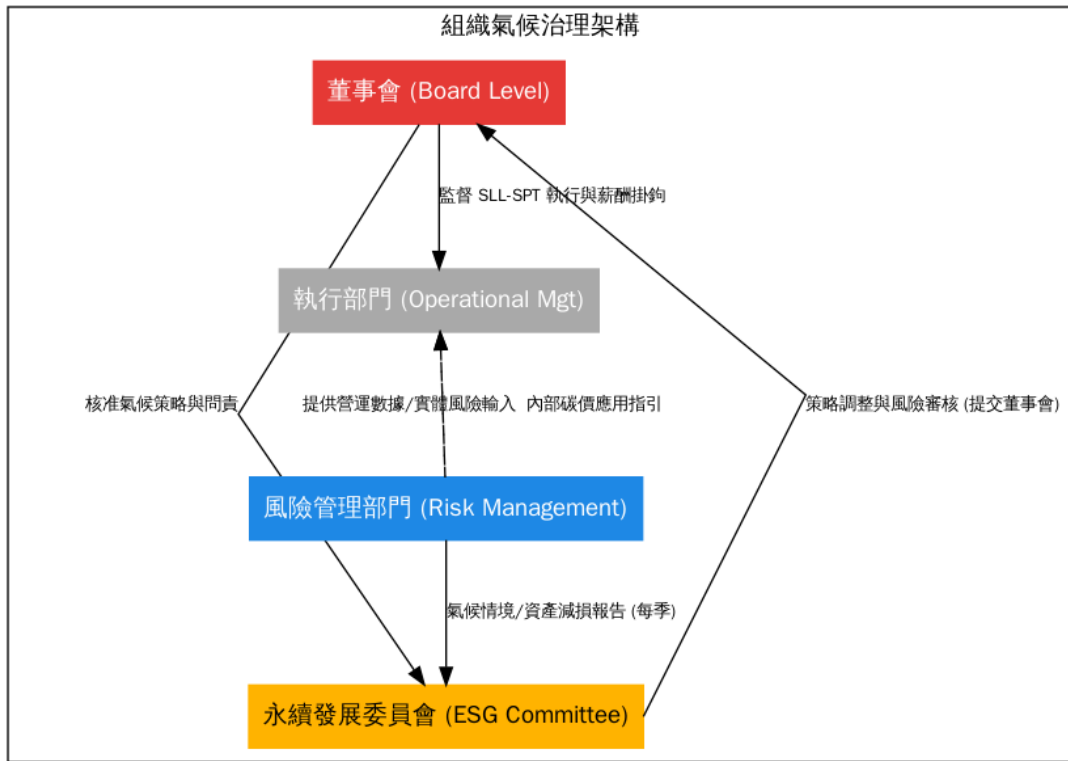 組織氣候治理架構
董事會 (Board Level)
監督 SLL-SPT 執行與薪酬掛鉤
執行部門 (Operational Mgt)
核准氣候策略與問責
提供營運數據/實體風險輸入
內部碳價應用指引
策略調整與風險審核 (提交董事會)
風險管理部門 (Risk Management)
氣候情境/資產減損報告 (每季)
永續發展委員會 (ESG Committee)